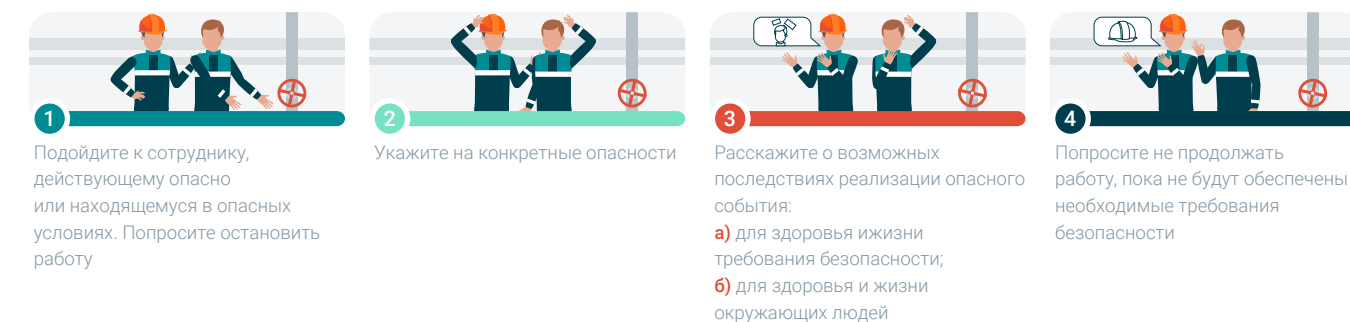 1
Подойдите к сотруднику,
действующему опасно
или находящемуся в опасных
условиях. Попросите остановить
работу
2
Укажите на конкретные опасности
3
Расскажите о возможных
последствиях реализации опасного
события:
а) для здоровья ижизни
требования безопасности;
б) для здоровья и жизни
окружающих людей
4
Попросите не продолжать
работу, пока не будут обеспечены
необходимые требования
безопасности